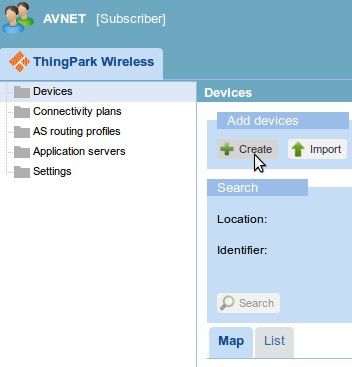 AVNET [Subscriber]
ThingPark Wireless
Devices
Connectivity plans
AS routing profiles
Application servers
Settings
Devices
Add devices
Create Import
Search
Location:
Identifier:
Search
Map List